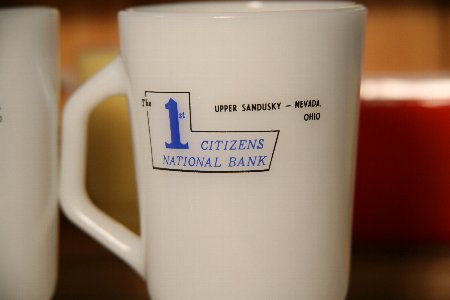 The
1st
CITIZENS
NATIONAL BANK
UPPER SANDUSKY — NEVADA,
OHIO